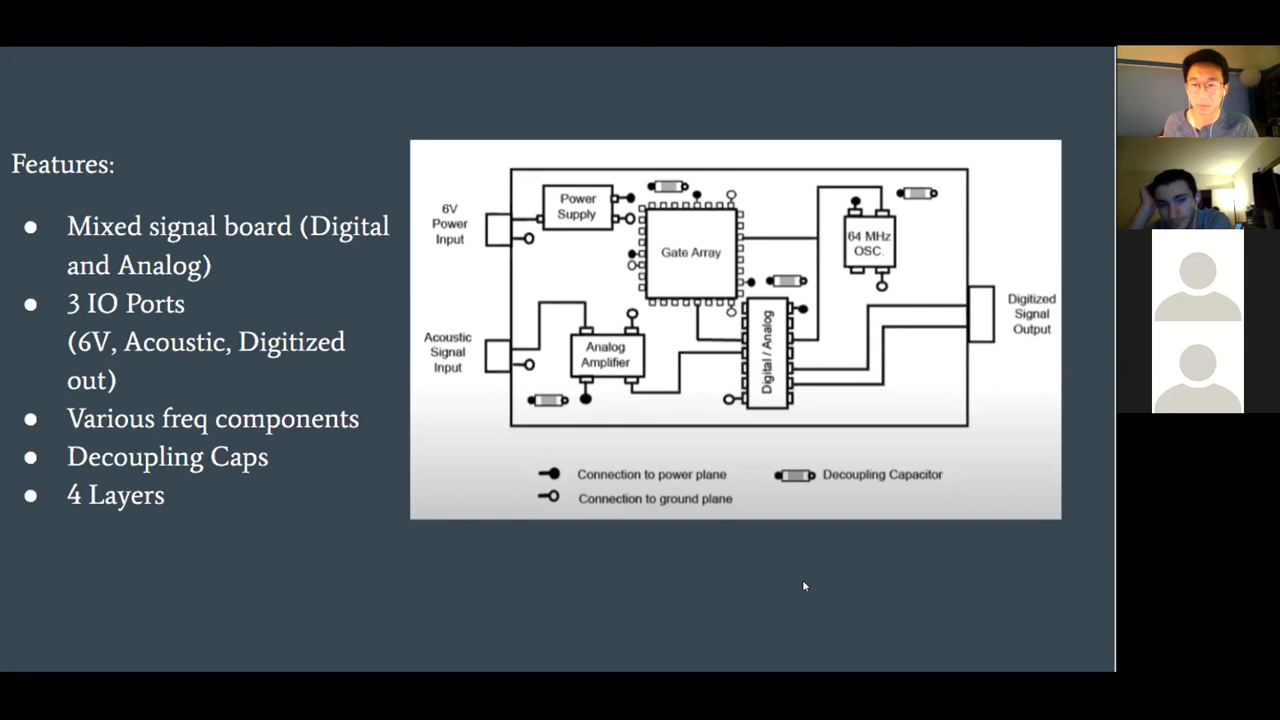 Features:
● Mixed signal board (Digital
and Analog)
● 3 IO Ports
(6V, Acoustic, Digitized
out)
● Various freq components
● Decoupling Caps
● 4 Layers
6V
Power
Input
Power
Supply
Gate Array
64 MHz
OSC.
Digitized
Signal
Output
Acoustic
Signal
Input
Analog
Amplifier
Digital / Analog
Connection to power plane
Decoupling Capacitor
Connection to ground plane